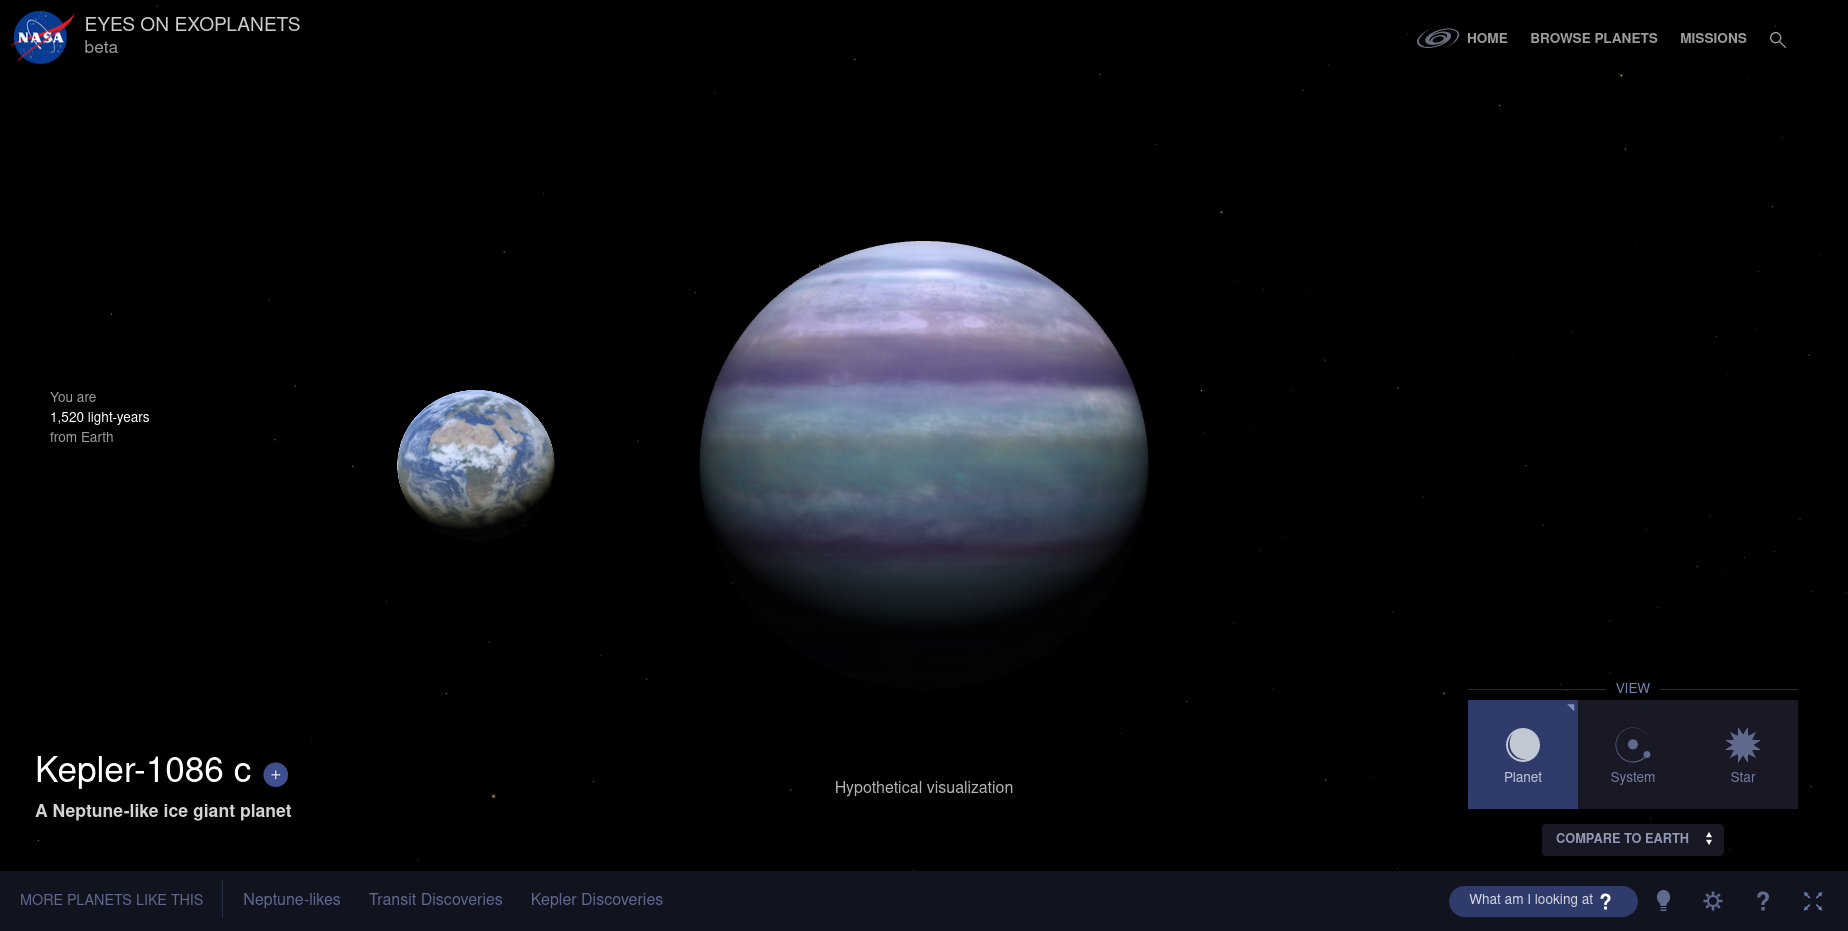 NASA
EYES ON EXOPLANETS
beta
HOME
BROWSE PLANETS
MISSIONS
You are
1,520 light-years
from Earth
VIEW
Planet
System
Star
Kepler-1086 c +
A Neptune-like ice giant planet
Hypothetical visualization
COMPARE TO EARTH
MORE PLANETS LIKE THIS
Neptune-likes
Transit Discoveries
Kepler Discoveries
What am I looking at ?
?